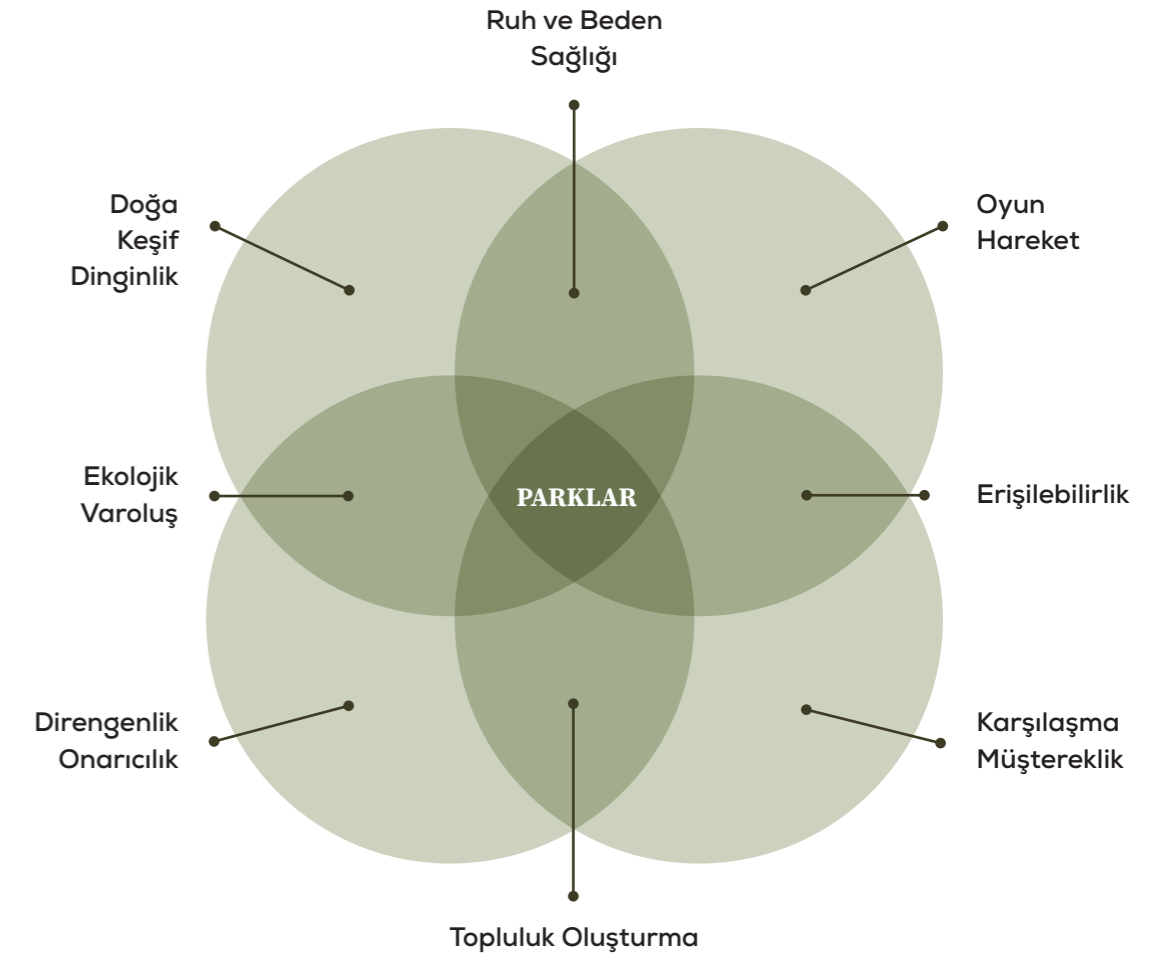 Ruh ve Beden
Sağlığı
Doğa
Keşif
Dinginlik
Oyun
Hareket
Ekolojik
Varoluş
PARKLAR
Erişilebilirlik
Direngenlik
Onarıcılık
Karşılaşma
Müştereklik
Topluluk Oluşturma